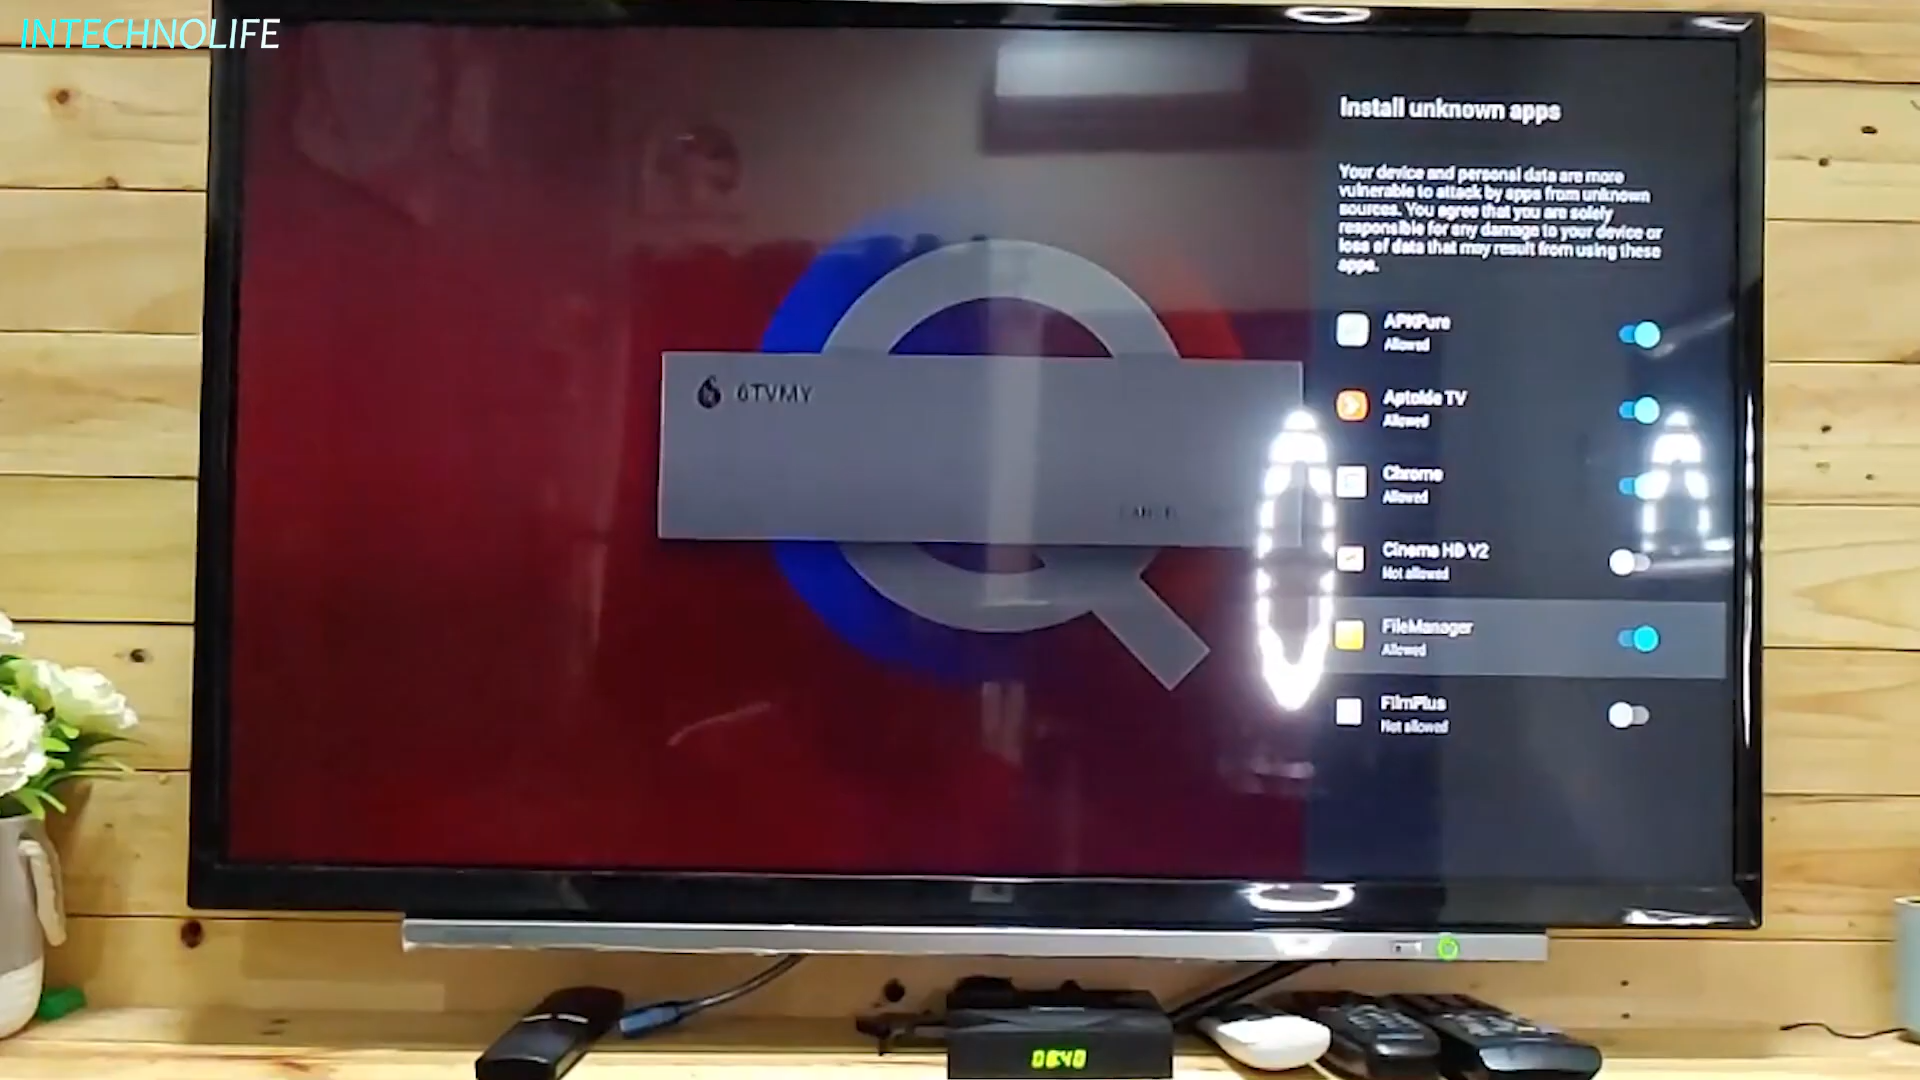 INTECHNOLIFE
Install unknown apps
Your device and personal data are more
vulnerable to attack by apps from unknown
sources. You agree that you are solely
responsible for any damage to your device or
loss of data that may result from using these
apps.
APKPure
Allowed
Aptoide TV
Allowed
Chrome
Allowed
Cinema HD V2
Not allowed
FileManager
Allowed
FilmPlus
Not allowed
6TVMY
CANCEL
06:40